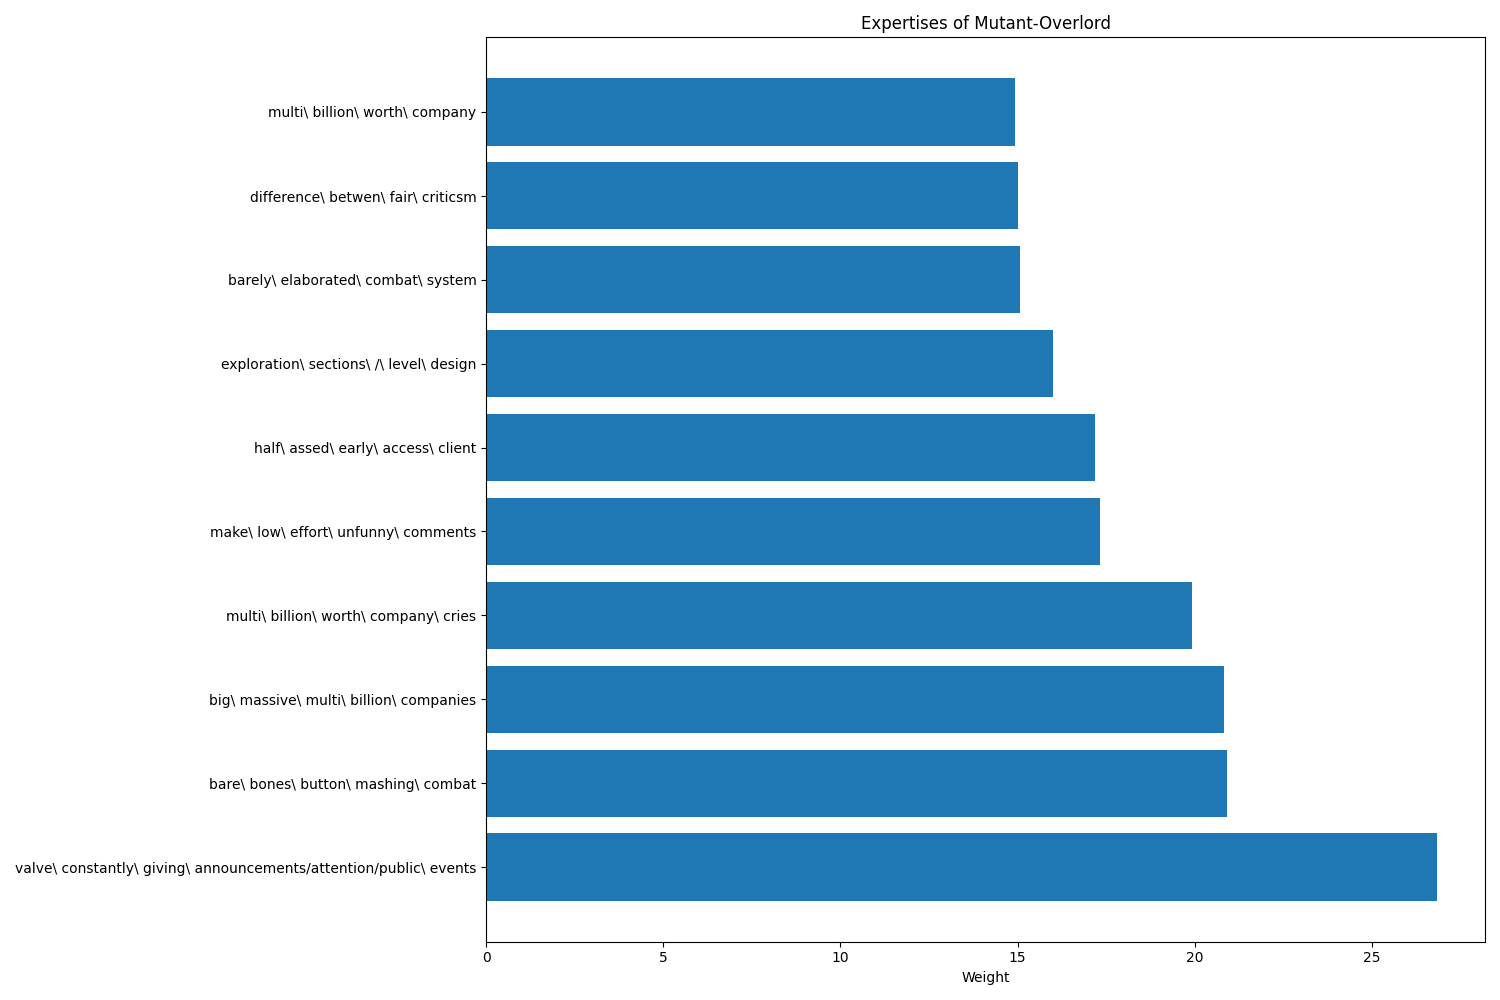 Expertises of Mutant-Overlord
multi\ billion\ worth\ company
difference\ betwen\ fair\ criticsm
barely\ elaborated\ combat\ system
exploration\ sections\ /\ level\ design
half\ assed\ early\ access\ client
make\ low\ effort\ unfunny\ comments
multi\ billion\ worth\ company\ cries
big\ massive\ multi\ billion\ companies
bare\ bones\ button\ mashing\ combat
valve\ constantly\ giving\ announcements/attention/public\ events
0 5 10 15 20 25
Weight